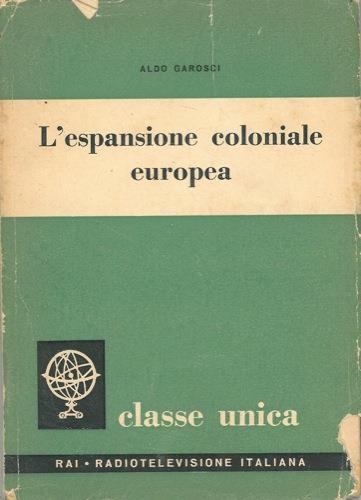 ALDO GAROSCI
L'espansione coloniale
europea
classe unica
RAI • RADIOTELEVISIONE ITALIANA